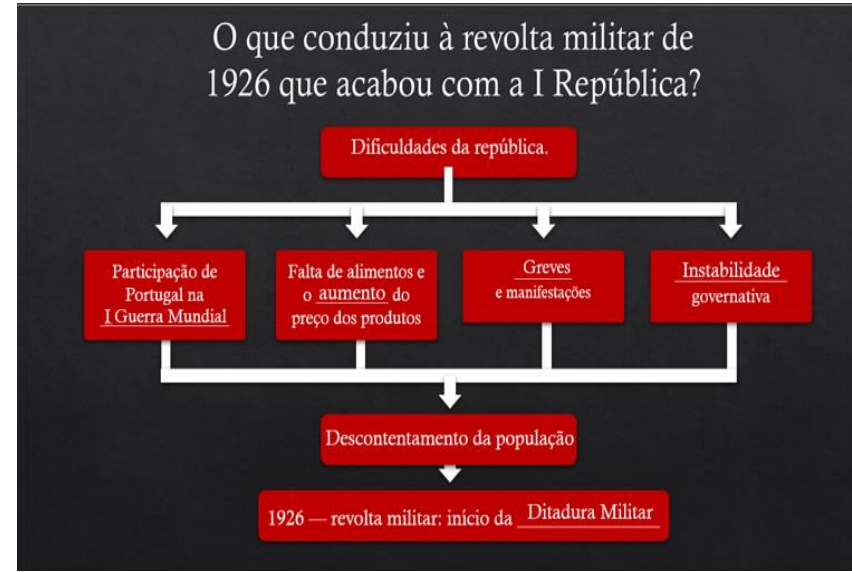 O que conduziu à revolta militar de
1926 que acabou com a I República?
Dificuldades da república.
Participação de
Portugal na
I Guerra Mundial
Falta de alimentos e
o aumento do
preço dos produtos
Greves
e manifestações
Instabilidade
governativa
Descontentamento da população
1926 — revolta militar: início da Ditadura Militar